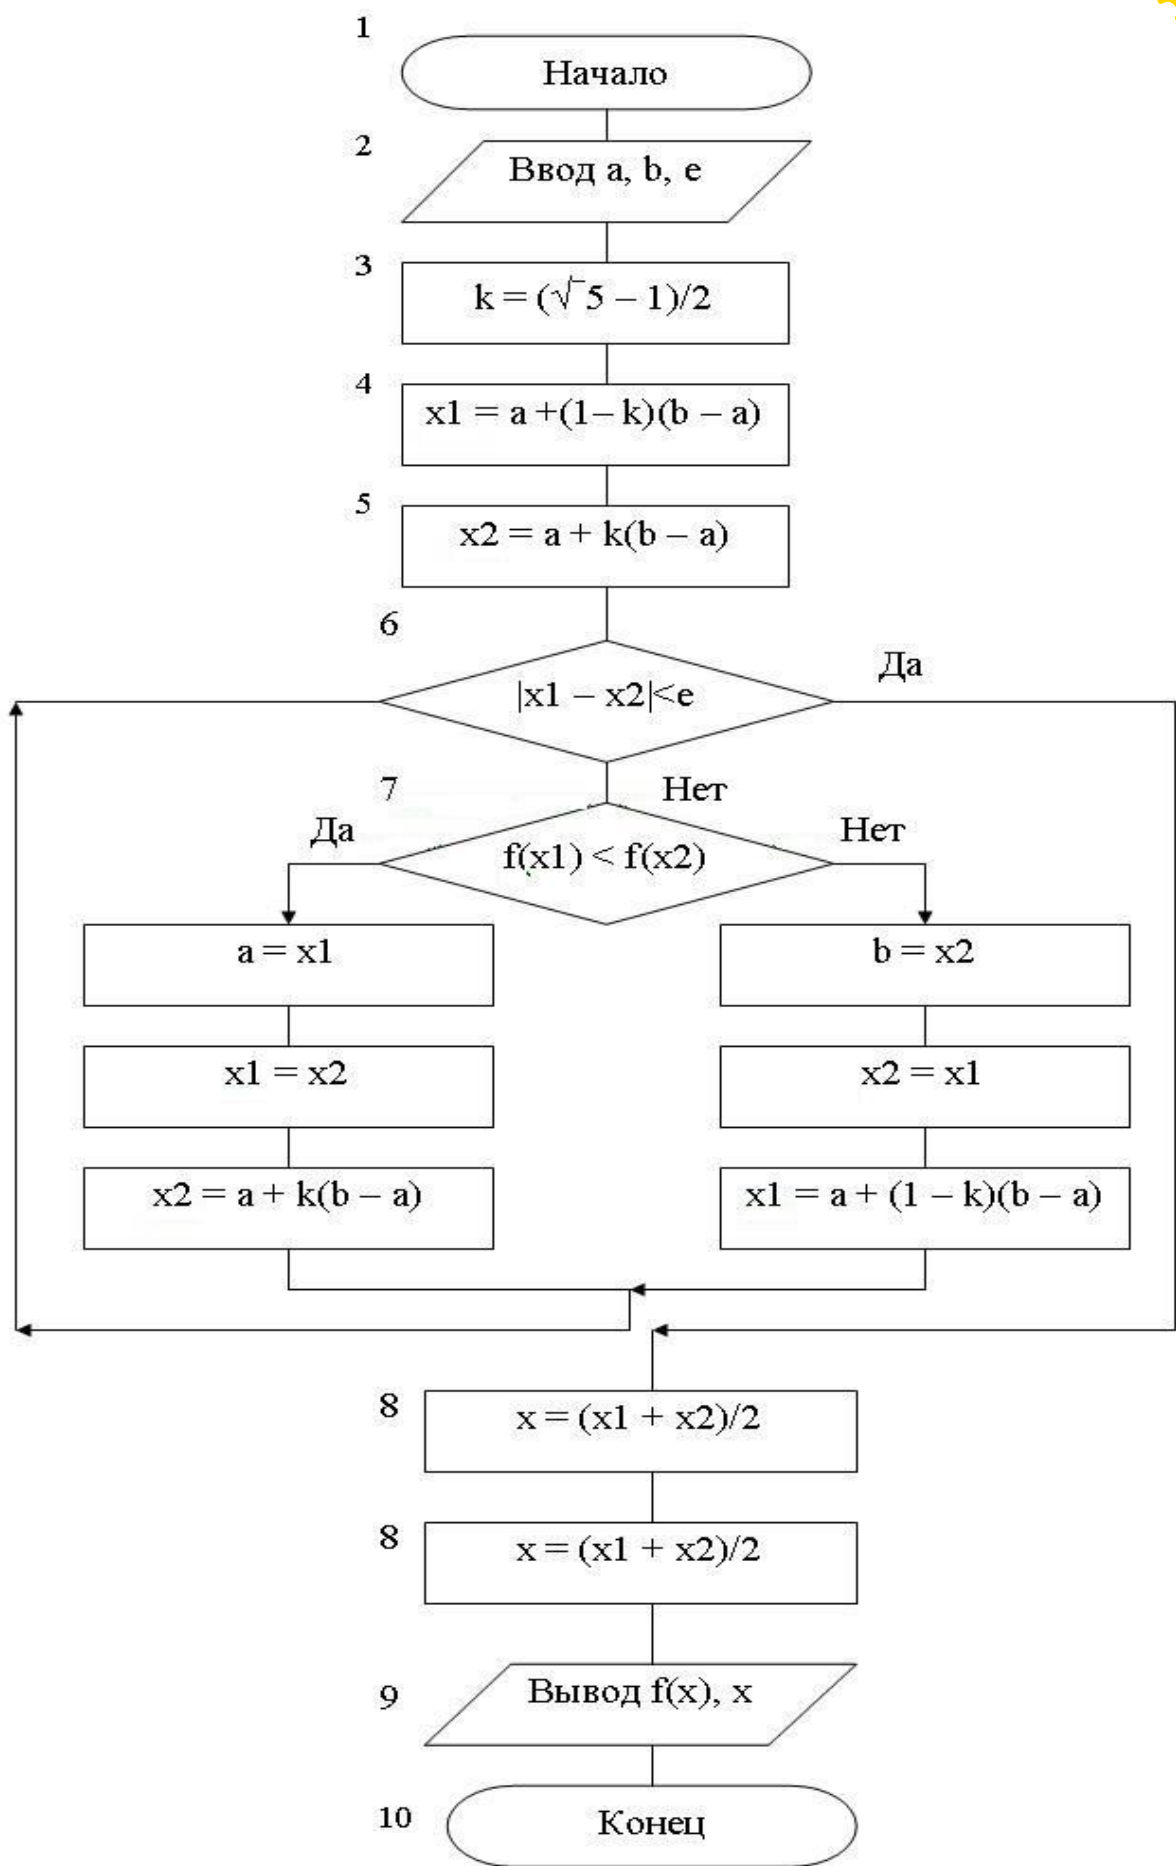 1
Начало
2
Ввод a, b, e
3
k = (√‾5 – 1)/2
4
x1 = a +(1– k)(b – a)
5
x2 = a + k(b – a)
6
|x1 – x2|<e
Да
7
Нет
Да
f(x1) < f(x2)
Нет
a = x1
b = x2
x1 = x2
x2 = x1
x2 = a + k(b – a)
x1 = a + (1 – k)(b – a)
8
x = (x1 + x2)/2
8
x = (x1 + x2)/2
9
Вывод f(x), x
10
Конец